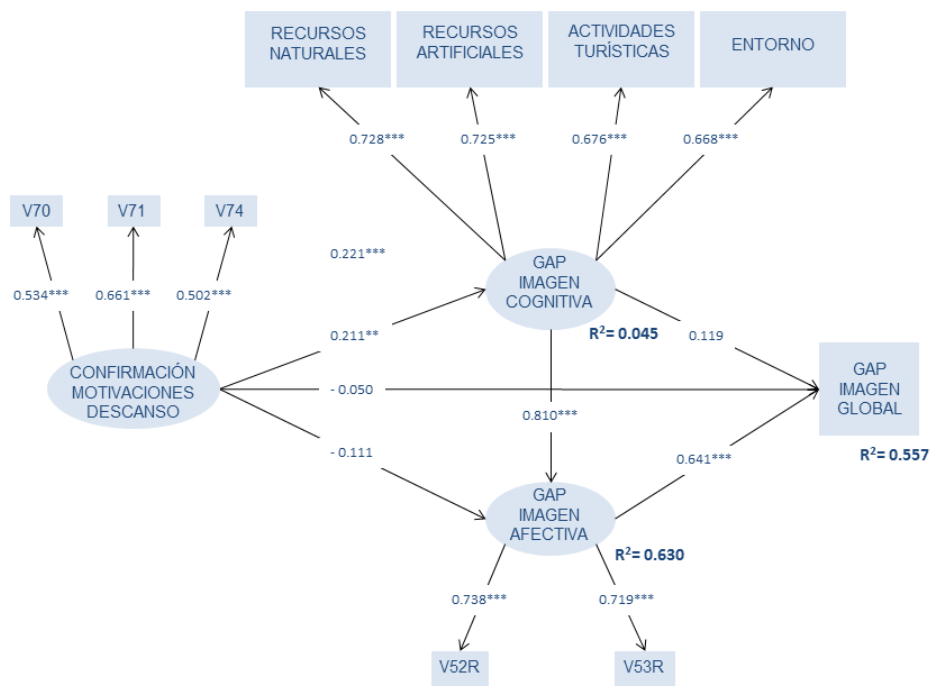 RECURSOS
NATURALES
RECURSOS
ARTIFICIALES
ACTIVIDADES
TURÍSTICAS
ENTORNO
0.728***
0.725***
0.676***
0.668***
V70
V71
V74
0.534***
0.661***
0.502***
0.221***
GAP
IMAGEN
COGNITIVA
R²= 0.045
0.211**
0.119
CONFIRMACIÓN
MOTIVACIONES
DESCANSO
- 0.050
GAP
IMAGEN
GLOBAL
R²= 0.557
0.810***
- 0.111
0.641***
GAP
IMAGEN
AFECTIVA
R²= 0.630
0.738***
0.719***
V52R
V53R